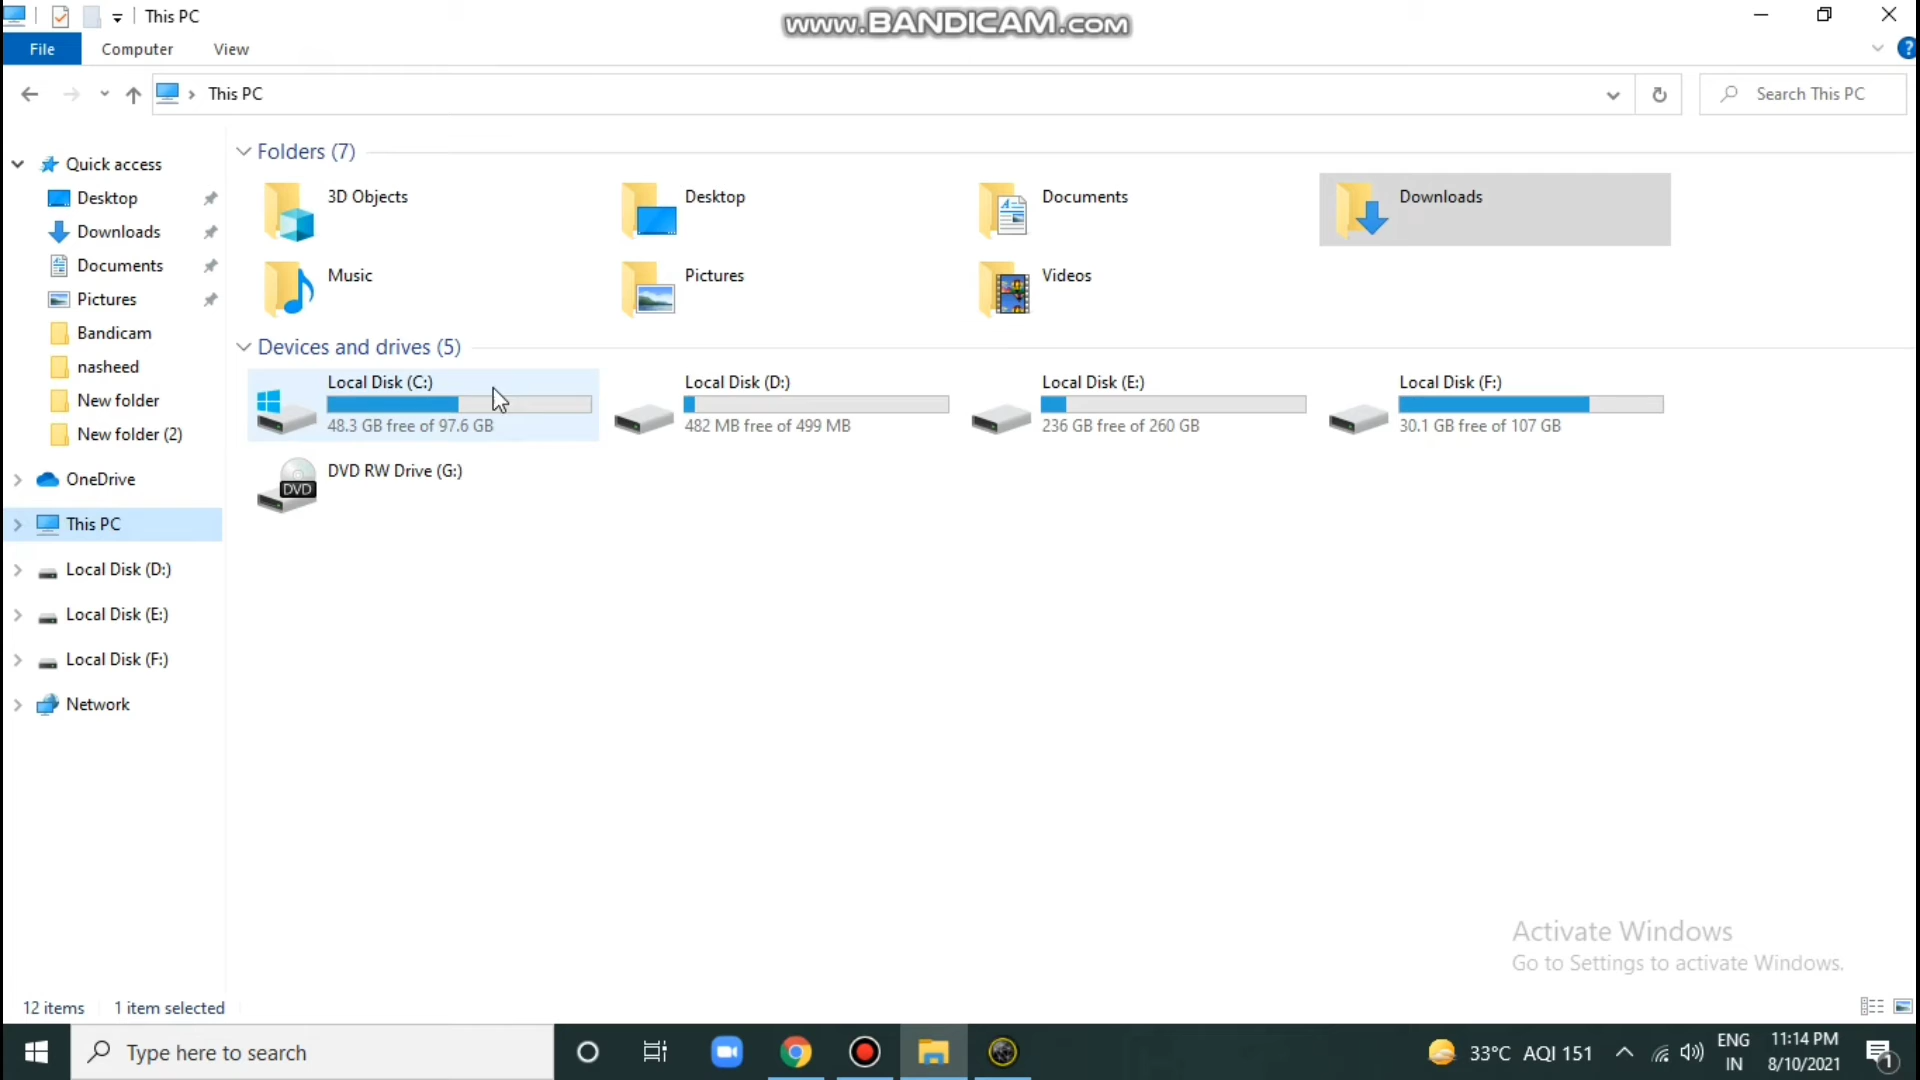 This PC
www.BANDICAM.com
File Computer View
This PC
Search This PC
Quick access
Desktop
Downloads
Documents
Pictures
Bandicam
nasheed
New folder
New folder (2)
OneDrive
This PC
Local Disk (D:)
Local Disk (E:)
Local Disk (F:)
Network
Folders (7)
3D Objects
Desktop
Documents
Downloads
Music
Pictures
Videos
Devices and drives (5)
Local Disk (C:)
48.3 GB free of 97.6 GB
Local Disk (D:)
482 MB free of 499 MB
Local Disk (E:)
236 GB free of 260 GB
Local Disk (F:)
30.1 GB free of 107 GB
DVD
DVD RW Drive (G:)
Activate Windows
Go to Settings to activate Windows.
12 items 1 item selected
Type here to search
33°C AQI 151
ENG
IN
11:14 PM
8/10/2021
1